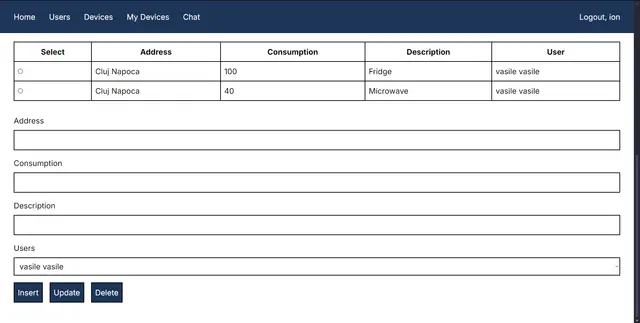 Home Users Devices My Devices Chat Logout, ion
Select Address Consumption Description User
Cluj Napoca 100 Fridge vasile vasile
Cluj Napoca 40 Microwave vasile vasile
Address
Consumption
Description
Users
vasile vasile
Insert Update Delete